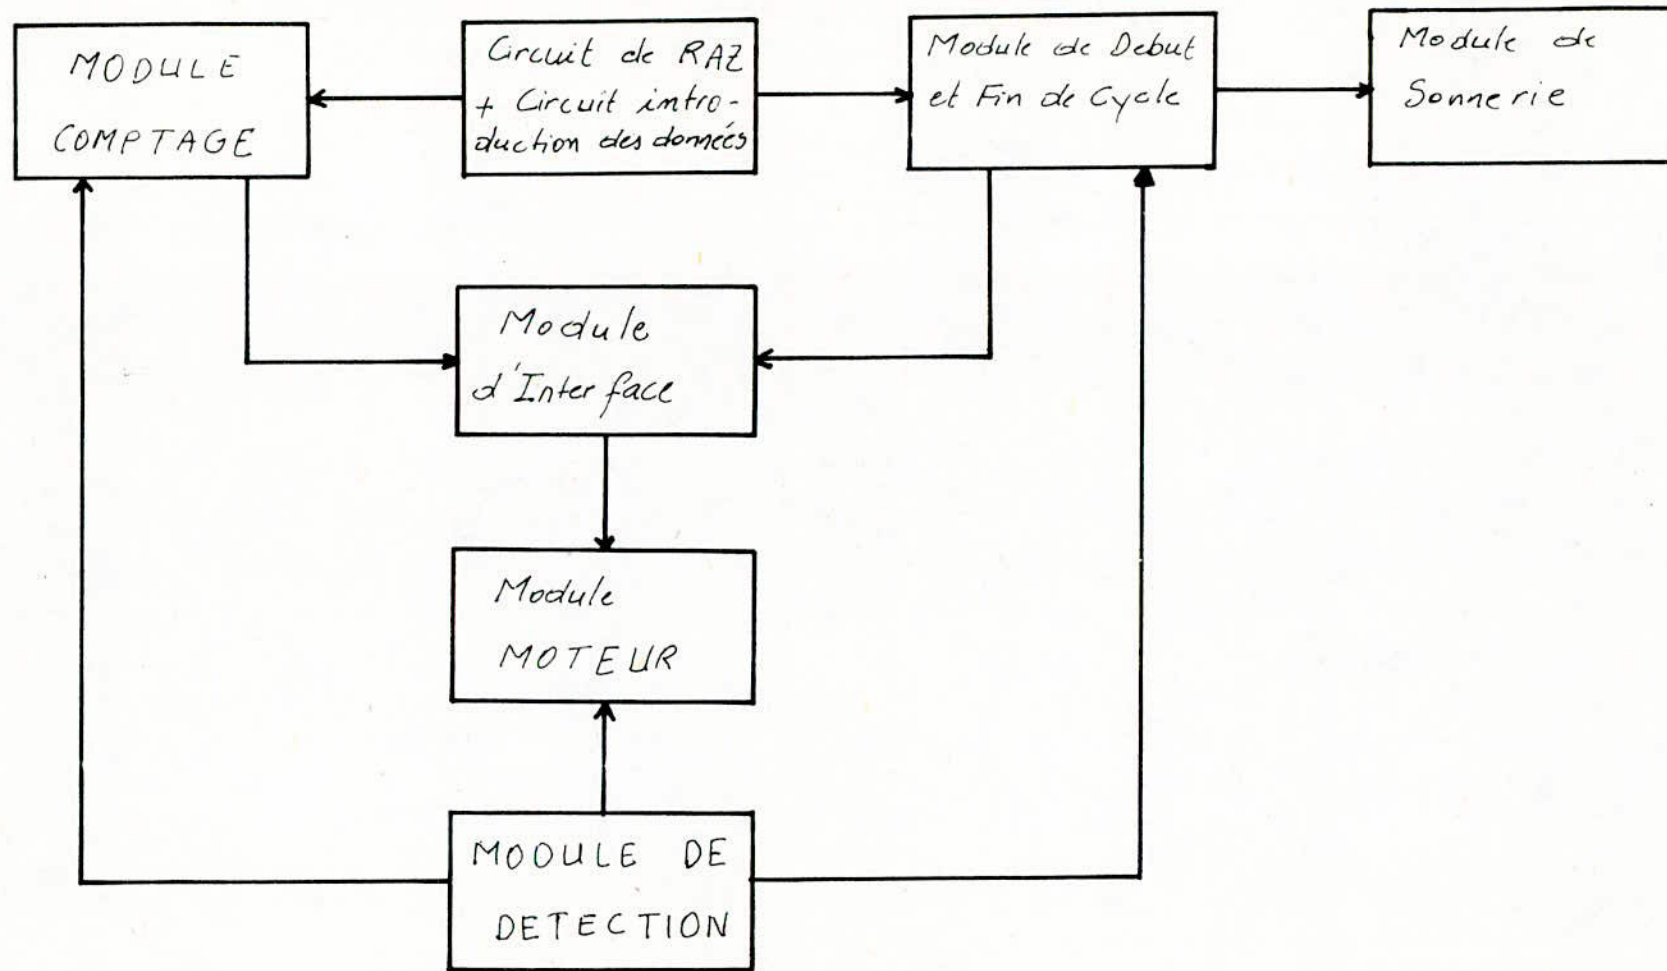 MODULE
COMPTAGE
Circuit de RAZ
+ Circuit intro-
duction des données
Module de Debut
et Fin de Cycle
Module de
Sonnerie
Module
d'Interface
Module
MOTEUR
MODULE DE
DETECTION